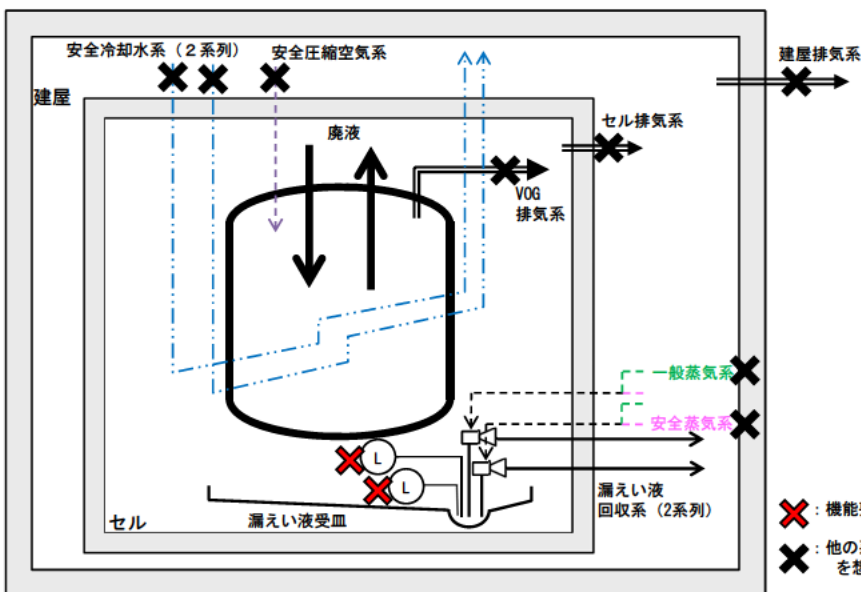 安全冷却水系（２系列）
安全圧縮空気系
建屋排気系
建屋
セル排気系
廃液
VOG
排気系
一般蒸気系
安全蒸気系
L
L
漏えい液
回収系（2系列）
漏えい液受皿
セル
：機能
：他の
を想